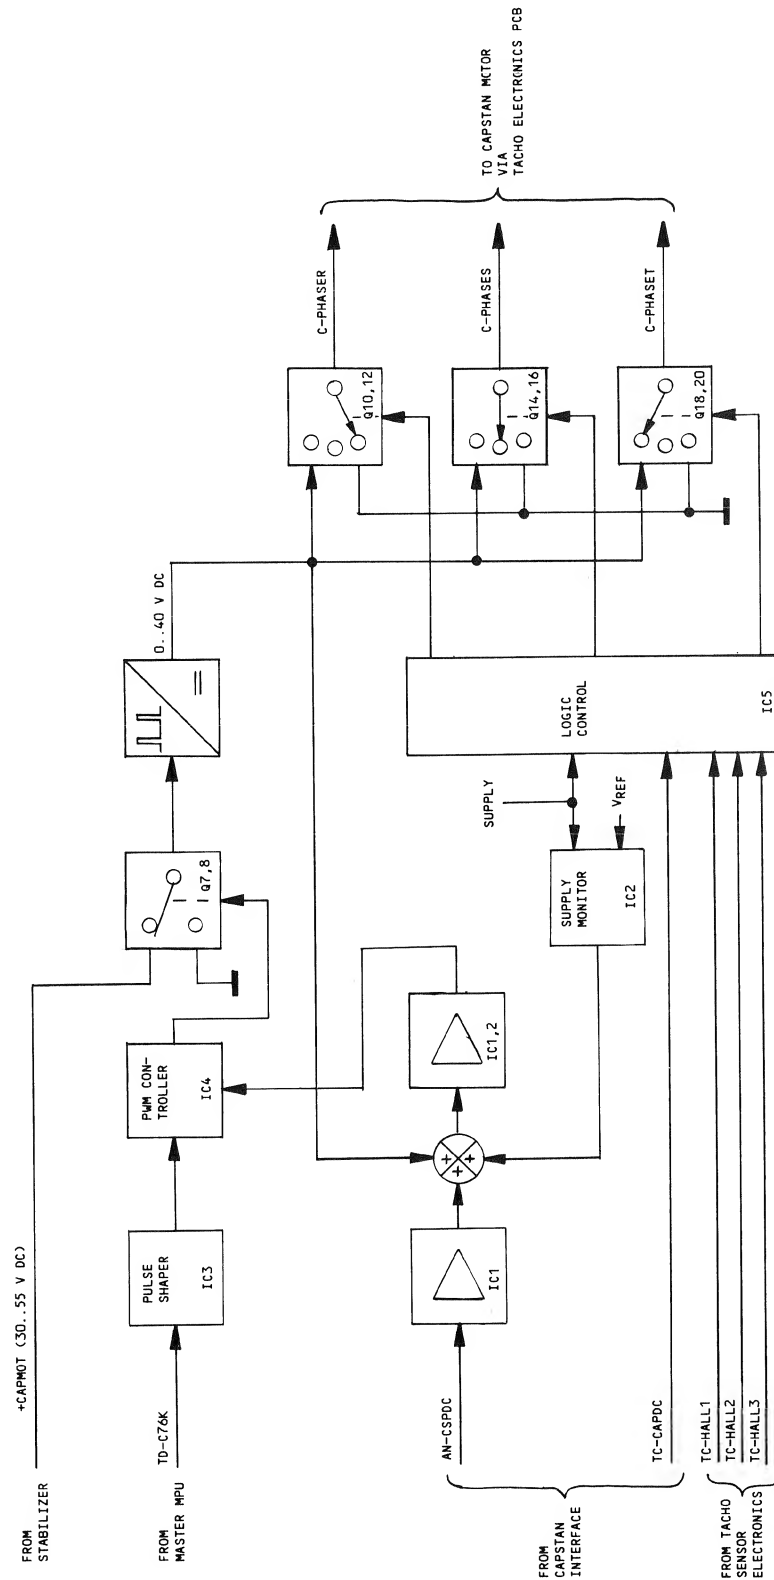 FROM
STABILIZER
+CAPMOT (30..55 V DC)
FROM
MASTER MPU
TD-C76K
PULSE
SHAPER
IC3
PWM CON-
TROLLER
IC4
Q7,8
0..40 V DC
FROM
CAPSTAN
INTERFACE
AN-CSPDC
IC1
+
+
+
IC1,2
SUPPLY
MONITOR
IC2
VREF
SUPPLY
LOGIC
CONTROL
IC5
TC-CAPDC
FROM TACHO
SENSOR
ELECTRONICS
TC-HALL1
TC-HALL2
TC-HALL3
Q10,12
C-PHASER
Q14,16
C-PHASES
Q18,20
C-PHASET
TO CAPSTAN MOTOR
VIA
TACHO ELECTRONICS PCB